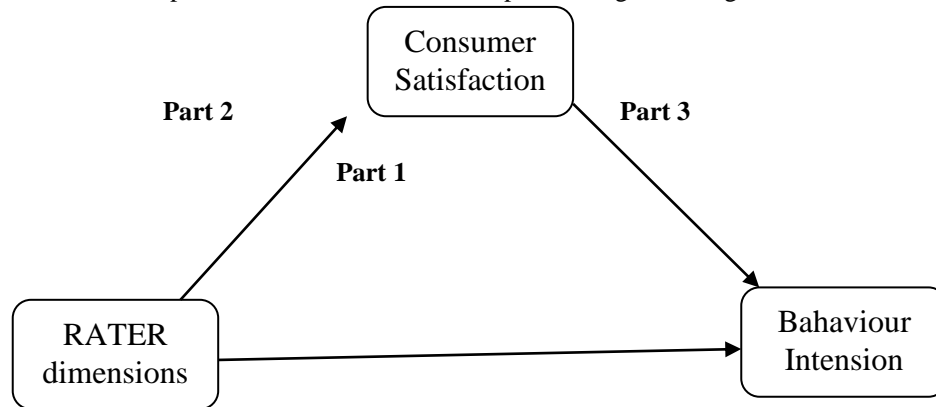 Consumer
Satisfaction
Part 2
Part 3
Part 1
RATER
dimensions
Bahaviour
Intension